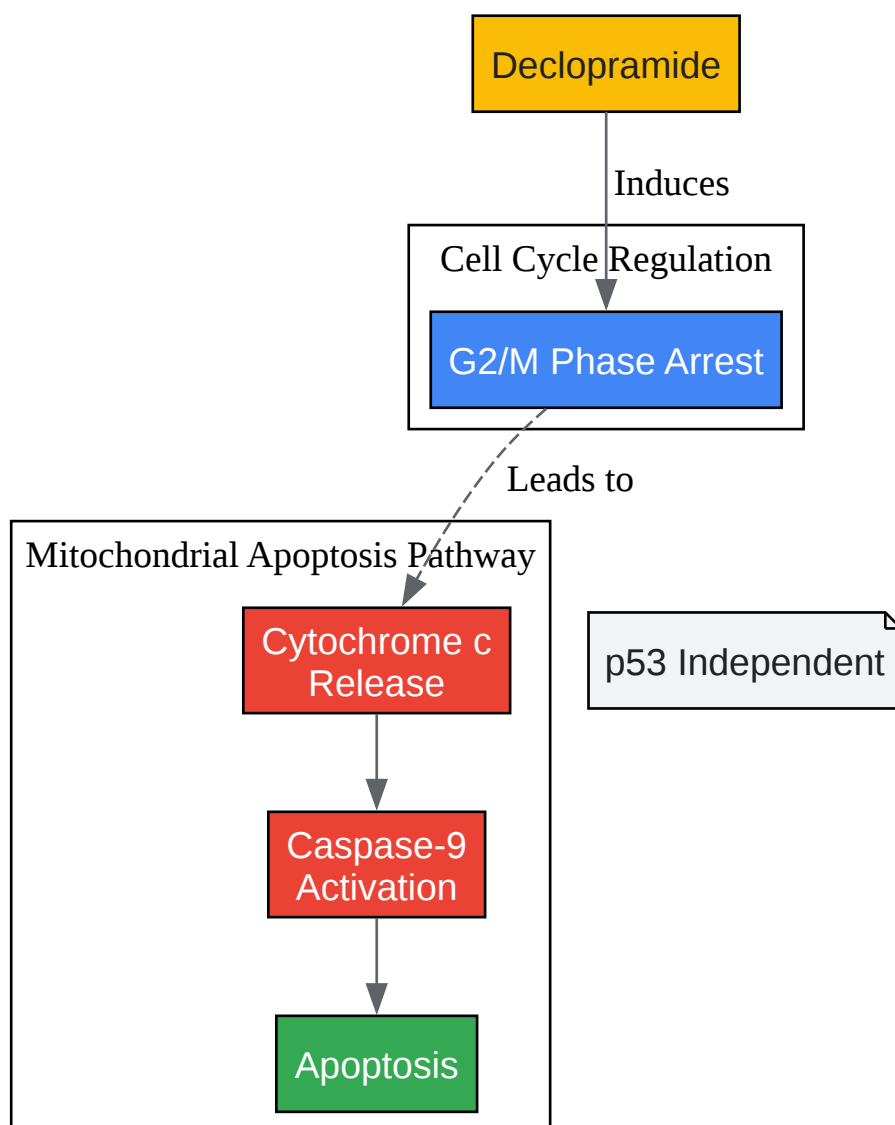 Declopramide
Induces
Cell Cycle Regulation
G2/M Phase Arrest
Leads to
Mitochondrial Apoptosis Pathway
Cytochrome c
Release
p53 Independent
Caspase-9
Activation
Apoptosis